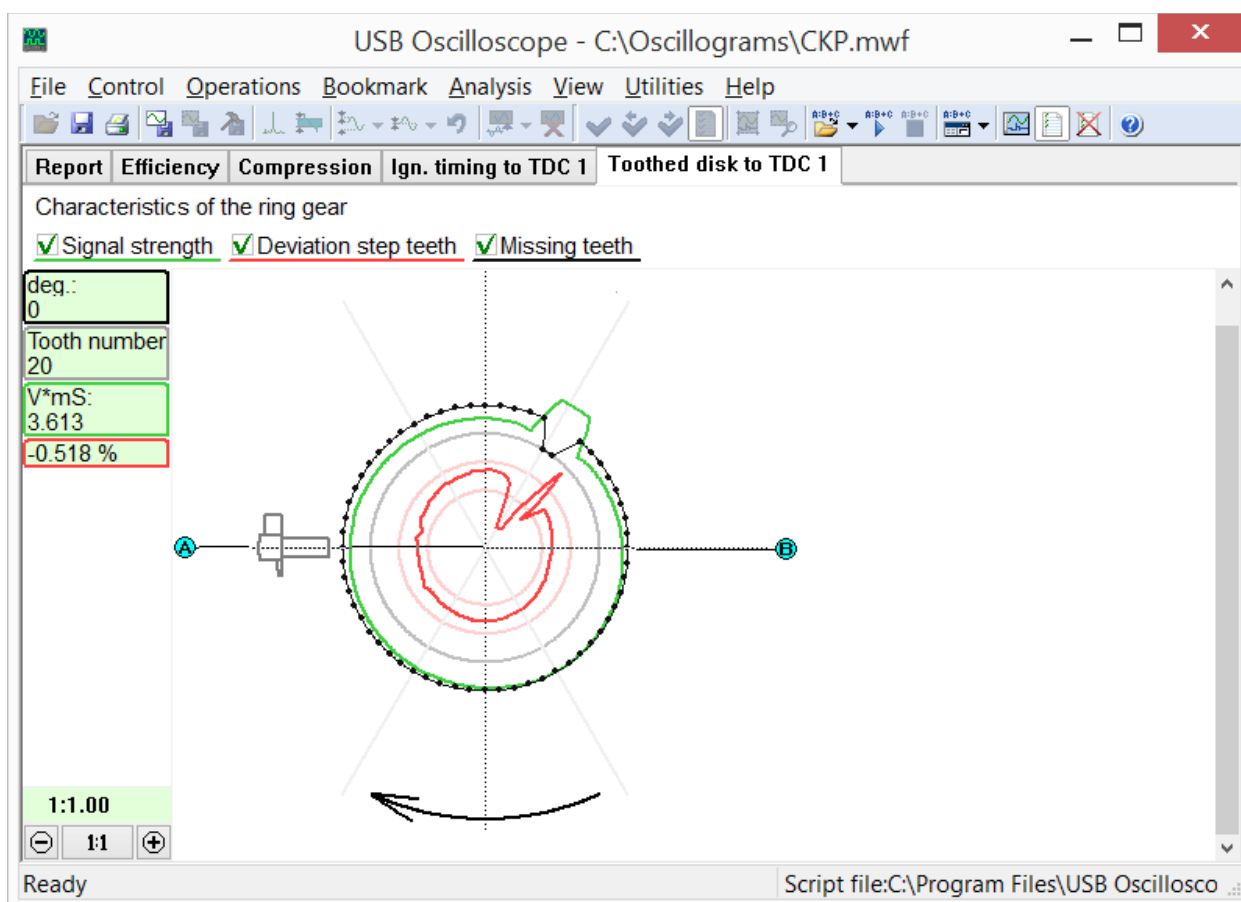 USB Oscilloscope - C:\Oscillograms\CKP.mwf
File Control Operations Bookmark Analysis View Utilities Help
A:B+C A:B+C A:B+C A:B+C
Report Efficiency Compression Ign. timing to TDC 1 Toothed disk to TDC 1
Characteristics of the ring gear
Signal strength Deviation step teeth Missing teeth
deg.:
0
Tooth number
20
V*mS:
3.613
-0.518 %
A B
1:1.00
1:1
Ready Script file:C:\Program Files\USB Oscillosco